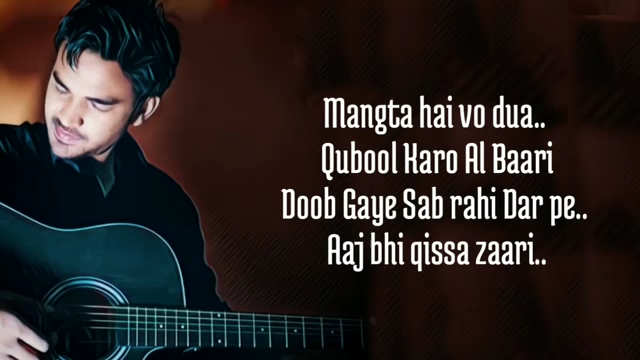 Mangta hai vo dua..
Qubool Karo Al Baari
Doob Gaye Sab rahi Dar pe..
Aaj bhi qissa zaari..